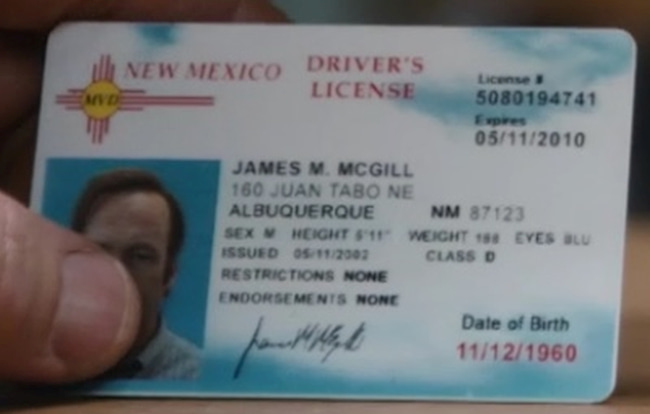 NEW MEXICO DRIVER'S LICENSE
MVD
License #
5080194741
Expires
05/11/2010
JAMES M. MCGILL
160 JUAN TABO NE
ALBUQUERQUE NM 87123
SEX M HEIGHT 5'11" WEIGHT 188 EYES BLU
ISSUED 05/11/2002 CLASS D
RESTRICTIONS NONE
ENDORSEMENTS NONE
James M McGill
Date of Birth
11/12/1960